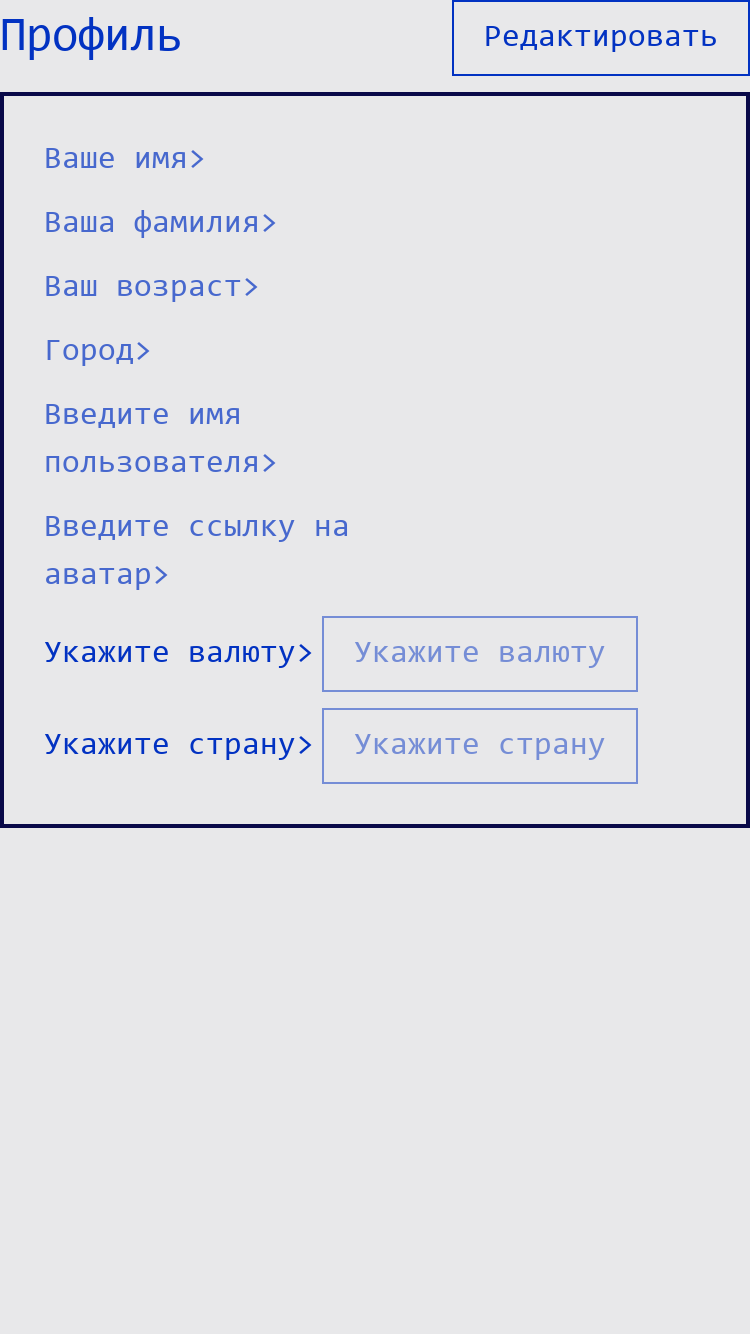 Профиль
Редактировать
Ваше имя>
Ваша фамилия>
Ваш возраст>
Город>
Введите имя
пользователя>
Введите ссылку на
аватар>
Укажите валюту> Укажите валюту
Укажите страну> Укажите страну